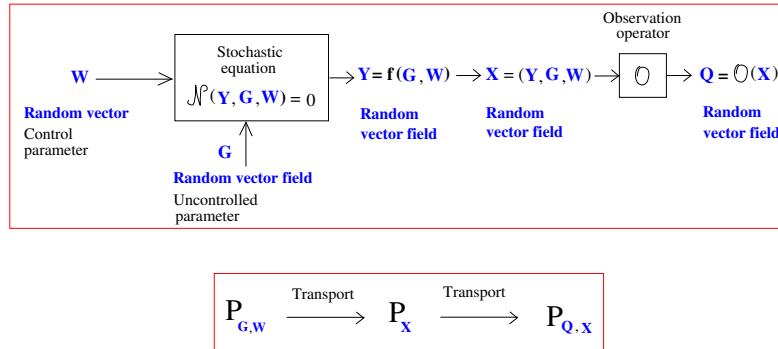 Observation
operator
Stochastic
equation
W
𝒩(Y, G, W) = 0
Y = f(G, W)
X = (Y, G, W)
𝒪
Q = 𝒪(X)
Random vector
Control
parameter
Random
vector field
Random
vector field
Random
vector field
G
Random vector field
Uncontrolled
parameter
P_G,W
Transport
P_X
Transport
P_Q,X